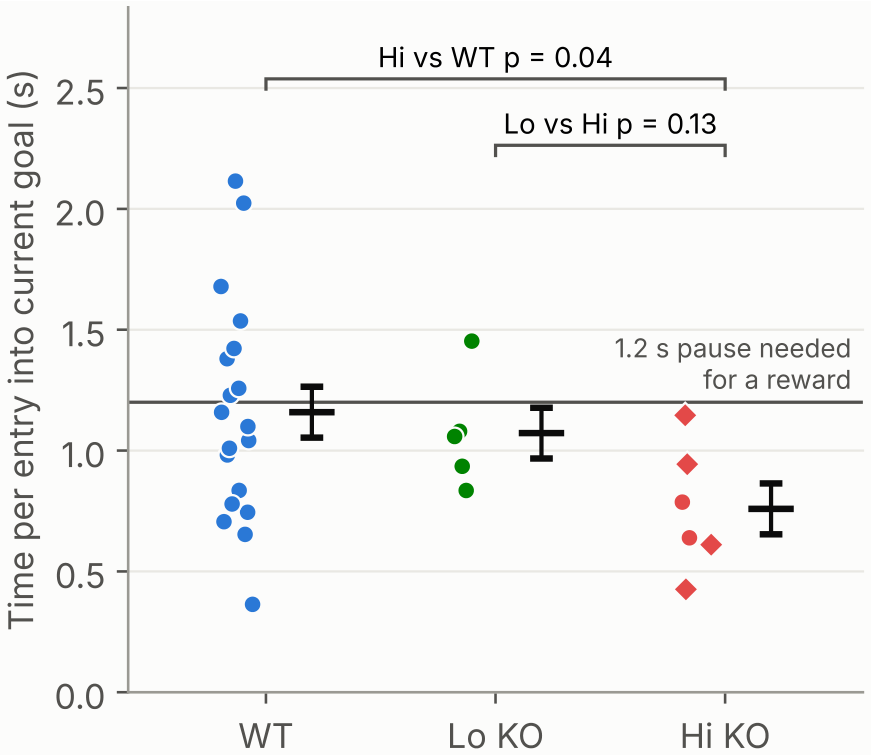 Hi vs WT p = 0.04
Lo vs Hi p = 0.13
1.2 s pause needed
for a reward
Time per entry into current goal (s)
2.5
2.0
1.5
1.0
0.5
0.0
WT
Lo KO
Hi KO